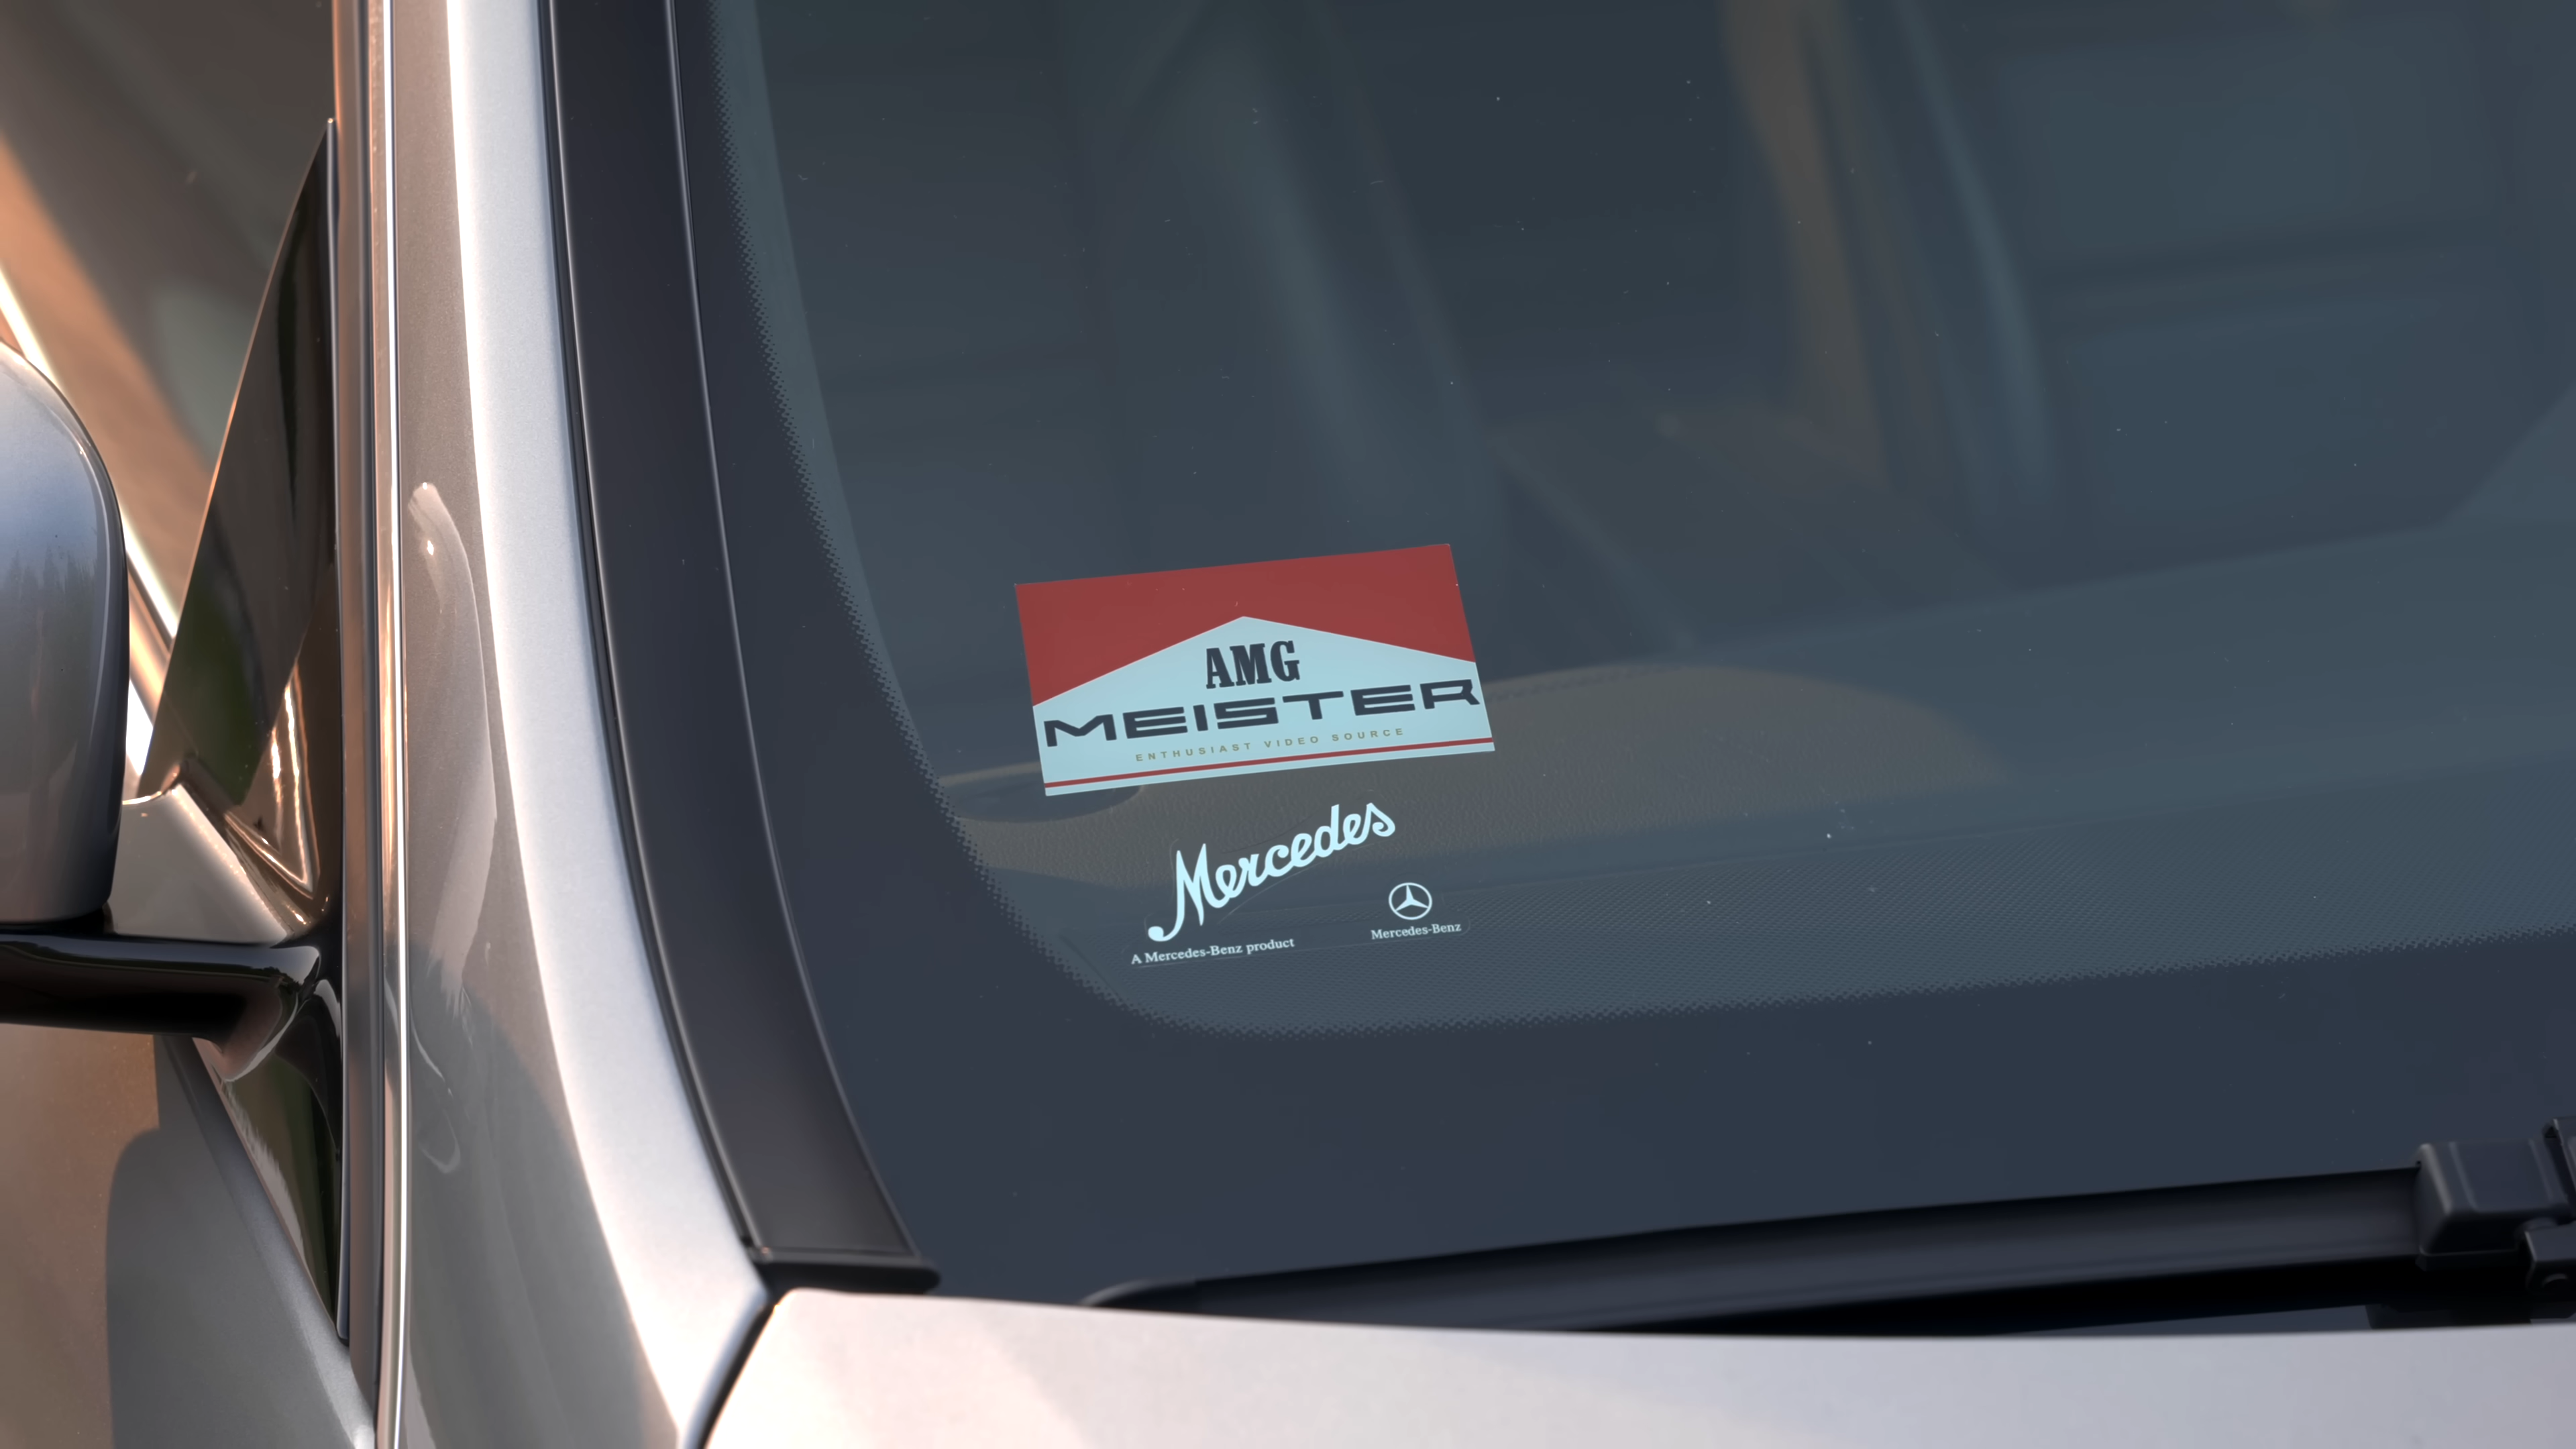 AMG
MEISTER
ENTHUSIAST VIDEO SOURCE
Mercedes
A Mercedes-Benz product
Mercedes-Benz